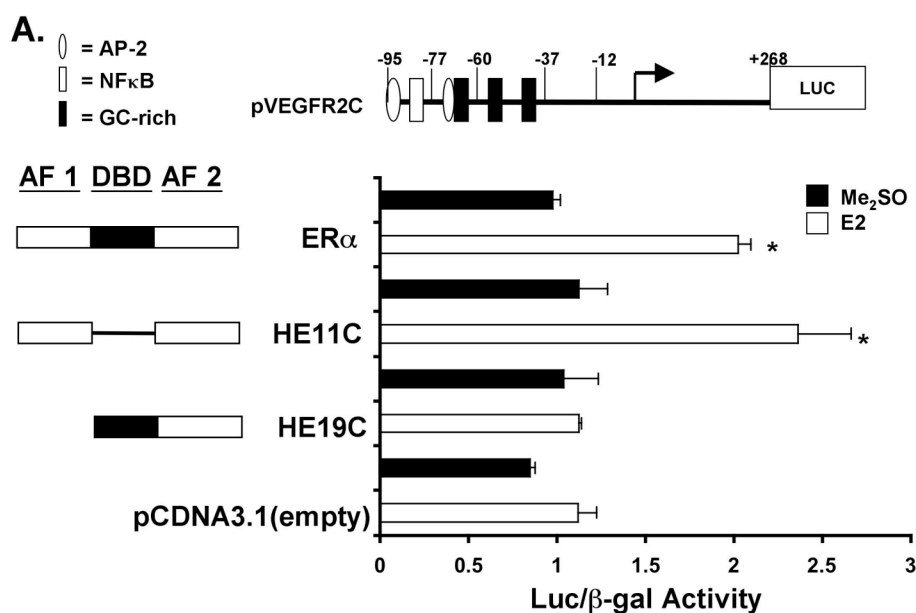 A.
= AP-2
= NFκB
= GC-rich
-95 -77 -60 -37 -12 +268
pVEGFR2C
LUC
AF 1 DBD AF 2
Me₂SO
E2
ERα
*
HE11C
*
HE19C
pCDNA3.1(empty)
0 0.5 1 1.5 2 2.5 3
Luc/β-gal Activity